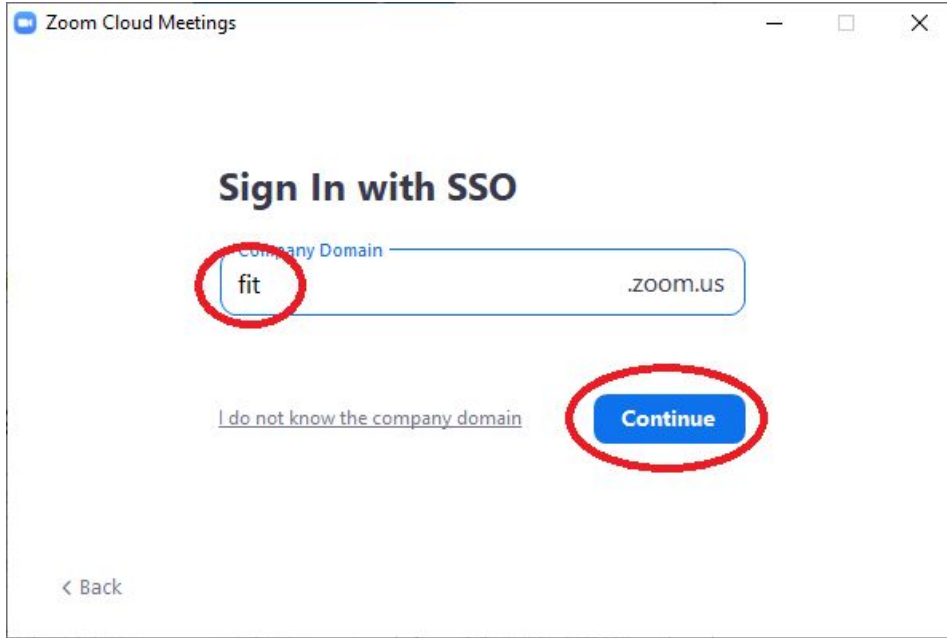 Zoom Cloud Meetings
Sign In with SSO
Company Domain
fit .zoom.us
I do not know the company domain Continue
< Back